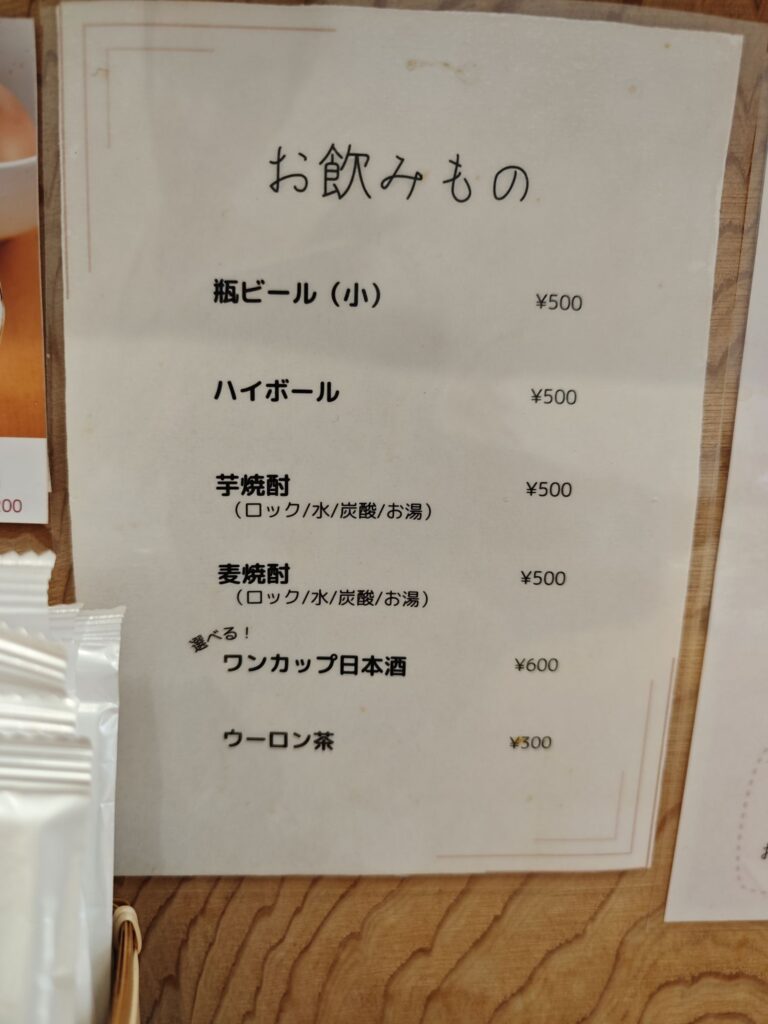 お飲みもの
瓶ビール（小） ¥500
ハイボール ¥500
芋焼酎 ¥500
（ロック/水/炭酸/お湯）
麦焼酎 ¥500
（ロック/水/炭酸/お湯）
選べる！
ワンカップ日本酒 ¥600
ウーロン茶 ¥300
00
お